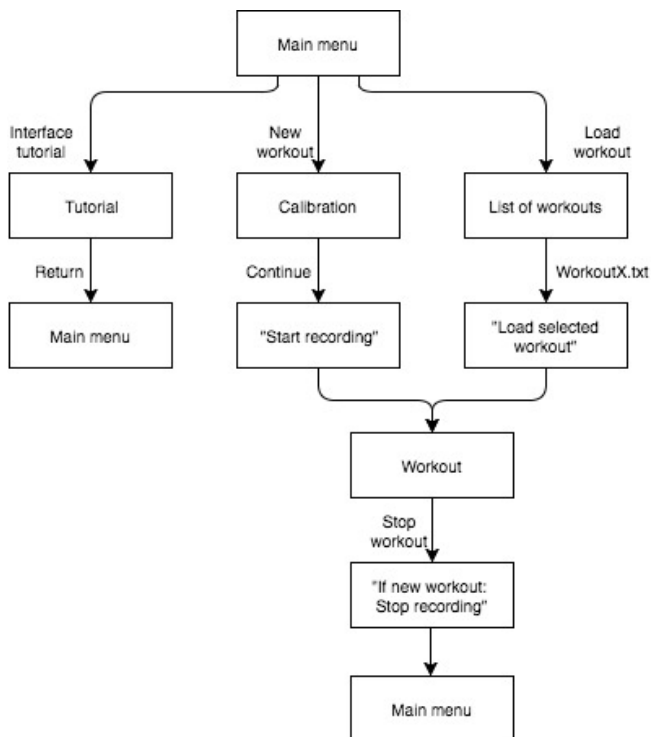 Main menu
Interface
tutorial
New
workout
Load
workout
Tutorial
Calibration
List of workouts
Return
Continue
WorkoutX.txt
Main menu
"Start recording"
"Load selected
workout"
Workout
Stop
workout
"If new workout:
Stop recording"
Main menu